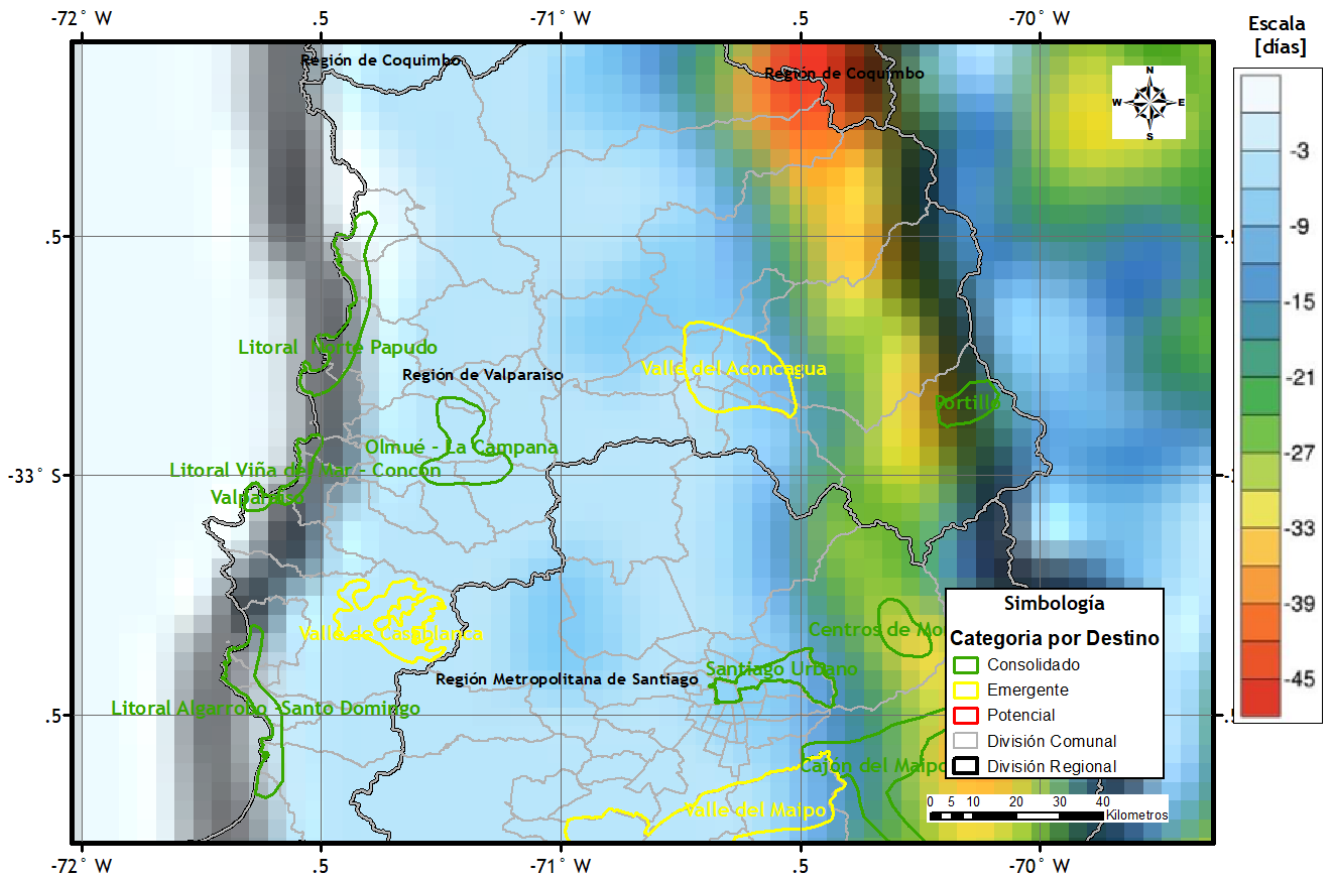 -72° W
.5
-71° W
.5
-70° W
Escala
[días]
Región de Coquimbo
Región de Coquimbo
N
W
E
S
-3
-9
-15
-21
-27
-33
-39
-45
.5
Litoral Norte Papudo
Región de Valparaíso
Valle del Aconcagua
Portillo
Olmué - La Campana
-33° S
Litoral Viña del Mar - Concón
Valparaíso
Valle de Casablanca
Centros de Mo
Santiago Urbano
Región Metropolitana de Santiago
Litoral Algarrobo -Santo Domingo
.5
Cajón del Maipo
Valle del Maipo
Simbología
Categoria por Destino
Consolidado
Emergente
Potencial
División Comunal
División Regional
0 5 10 20 30 40
Kilometros
-72° W
.5
-71° W
.5
-70° W